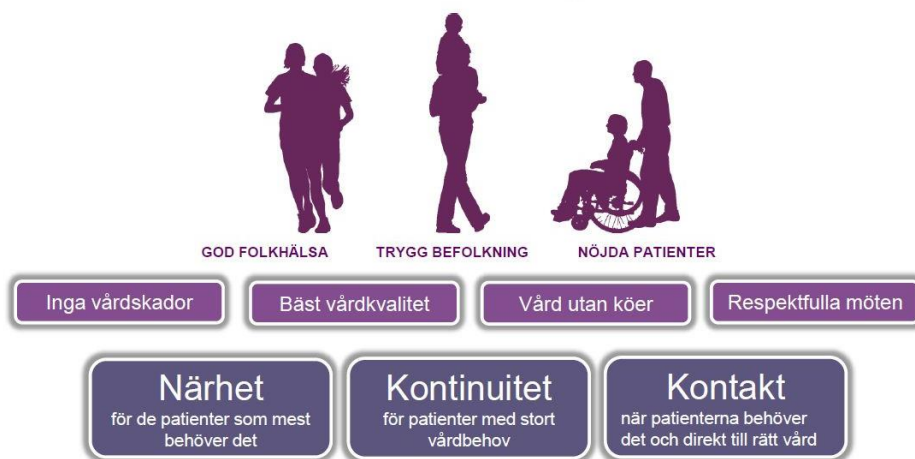 GOD FOLKHÄLSA
TRYGG BEFOLKNING
NÖJDA PATIENTER
Inga vårdskador
Bäst vårdkvalitet
Vård utan köer
Respektfulla möten
Närhet
för de patienter som mest
behöver det
Kontinuitet
för patienter med stort
vårdbehov
Kontakt
när patienterna behöver
det och direkt till rätt vård